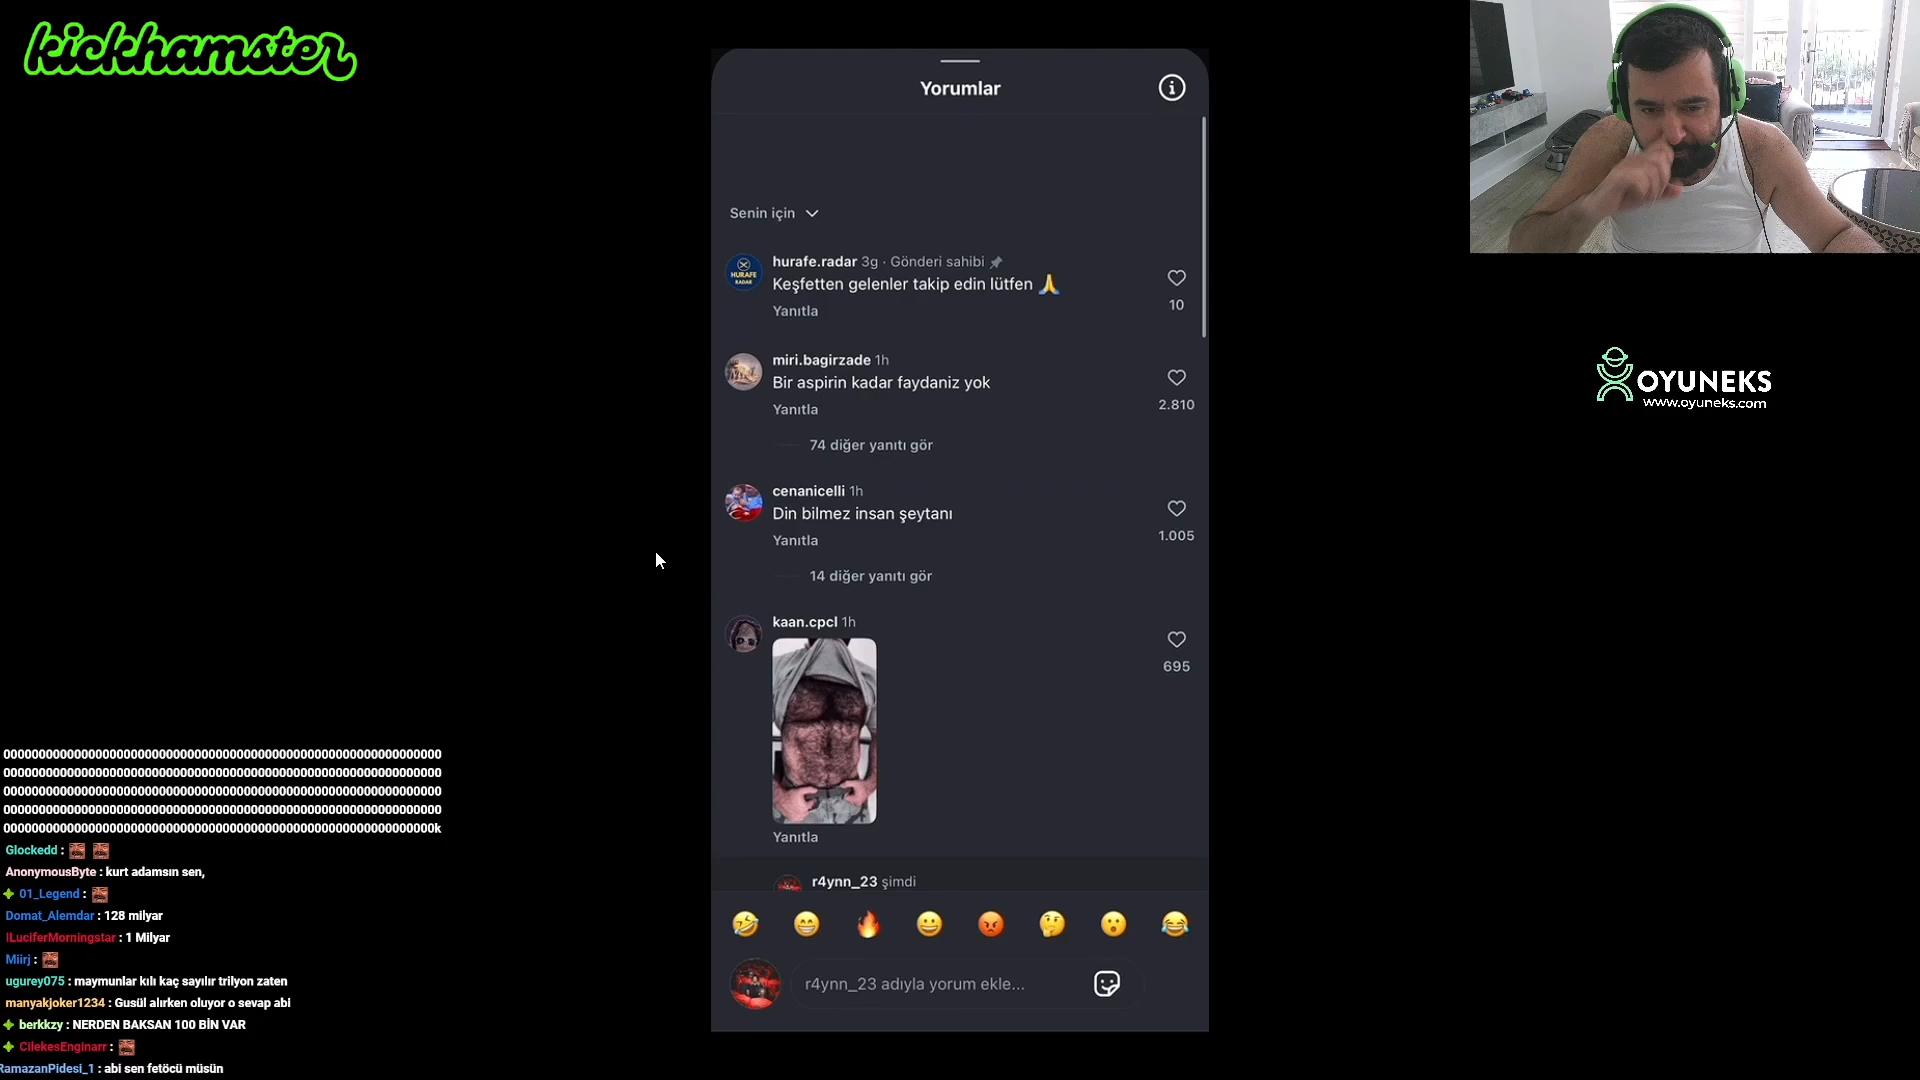 kickhamster
Yorumlar
Senin için
hurafe.radar 3g · Gönderi sahibi
Keşfetten gelenler takip edin lütfen 🙏
10
Yanıtla
HURAFE
RADAR
miri.bagirzade 1h
Bir aspirin kadar faydaniz yok
2.810
Yanıtla
74 diğer yanıtı gör
cenanicelli 1h
Din bilmez insan şeytanı
1.005
Yanıtla
14 diğer yanıtı gör
kaan.cpcl 1h
695
Yanıtla
r4ynn_23 şimdi
🤣 😁 🔥 😀 😡 🤔 😮 😂
r4ynn_23 adıyla yorum ekle...
OYUNEKS
www.oyuneks.com
Glockedd :
AnonymousByte : kurt adamsın sen,
01_Legend :
Domat_Alemdar : 128 milyar
!LuciferMorningstar : 1 Milyar
Miirj :
ugurey075 : maymunlar kılı kaç sayılır trilyon zaten
manyakjoker1234 : Gusül alırken oluyor o sevap abi
berkkzy : NERDEN BAKSAN 100 BİN VAR
CilekesEnginarr :
RamazanPidesi_1 : abi sen fetöcü müsün